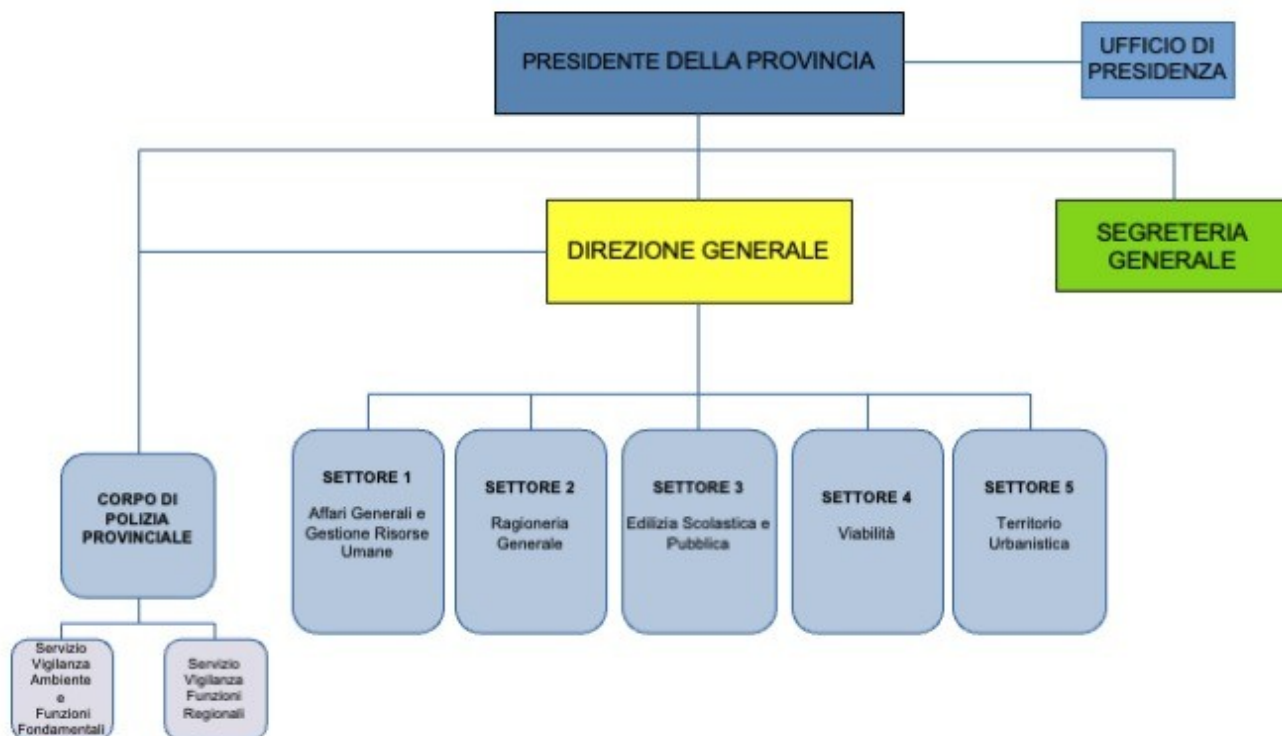 PRESIDENTE DELLA PROVINCIA
UFFICIO DI
PRESIDENZA
DIREZIONE GENERALE
SEGRETERIA
GENERALE
CORPO DI
POLIZIA
PROVINCIALE
SETTORE 1
Affari Generali e
Gestione Risorse
Umane
SETTORE 2
Ragioneria
Generale
SETTORE 3
Edilizia Scolastica e
Pubblica
SETTORE 4
Viabilità
SETTORE 5
Territorio
Urbanistica
Servizio
Vigilanza
Ambiente
e
Funzioni
Fondamentali
Servizio
Vigilanza
Funzioni
Regionali